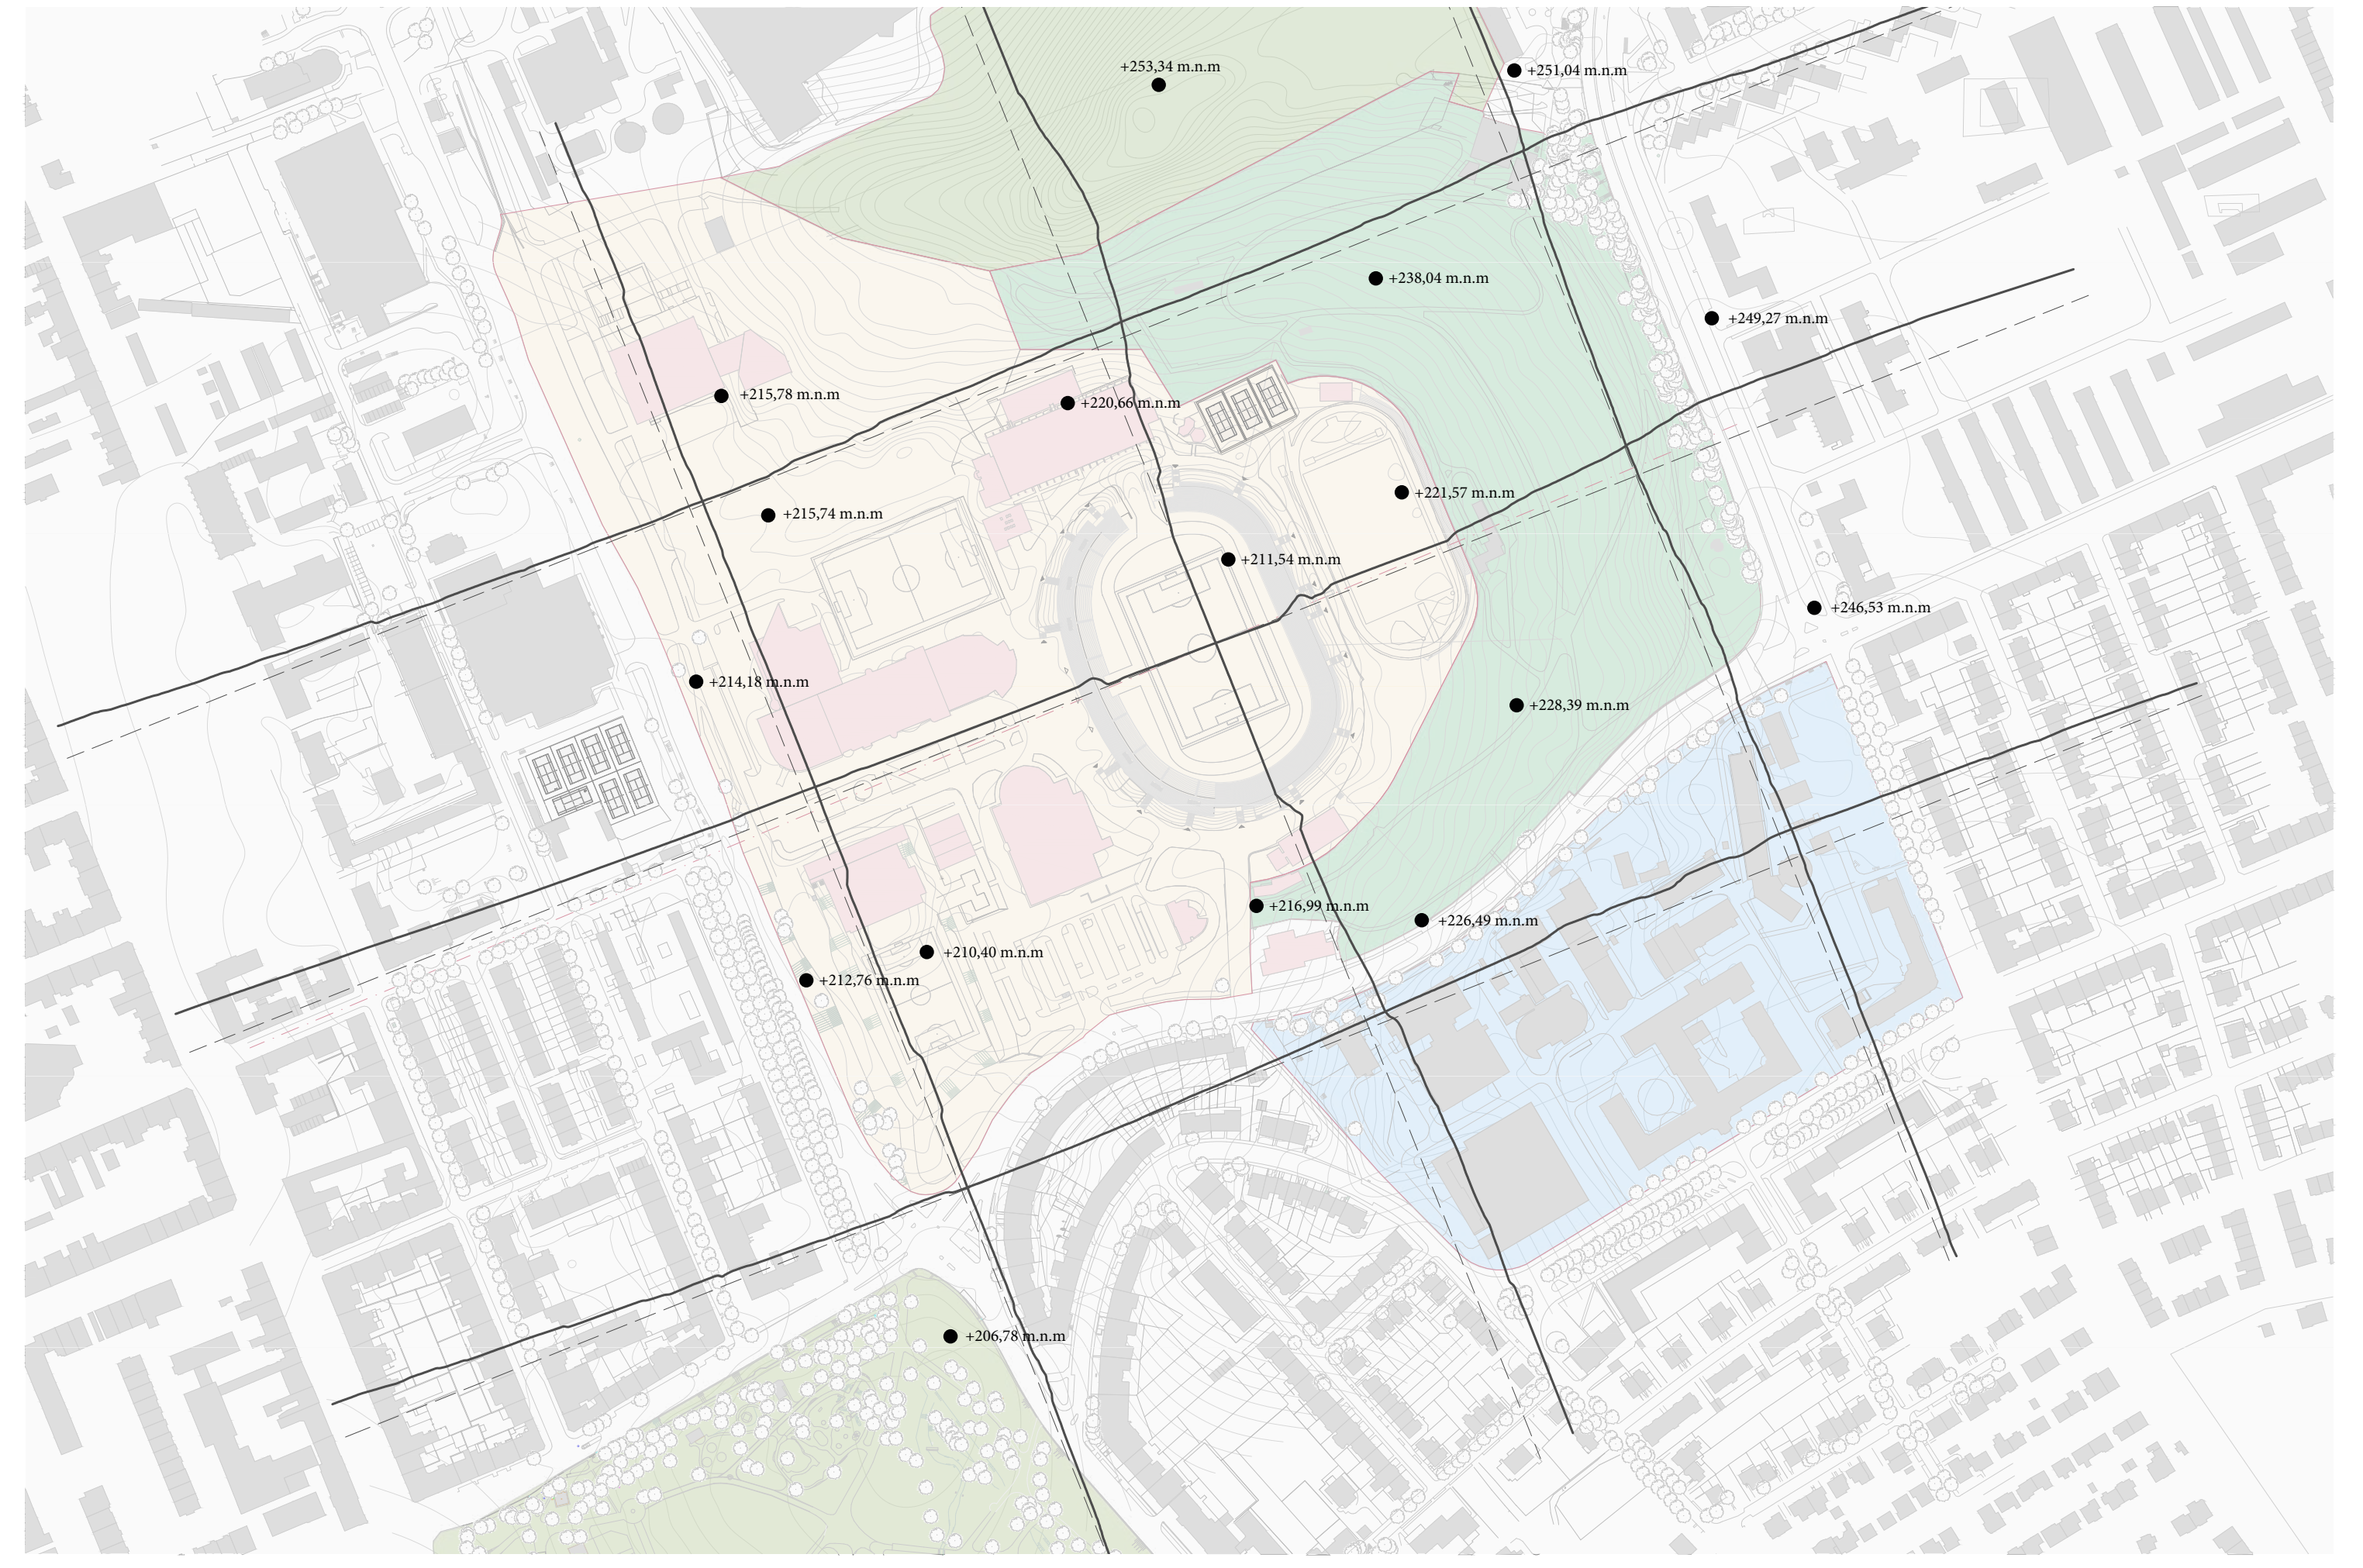 +253,34 m.n.m
+251,04 m.n.m
+238,04 m.n.m
+249,27 m.n.m
+215,78 m.n.m
+220,66 m.n.m
+221,57 m.n.m
+215,74 m.n.m
+211,54 m.n.m
+246,53 m.n.m
+214,18 m.n.m
+228,39 m.n.m
+216,99 m.n.m
+226,49 m.n.m
+210,40 m.n.m
+212,76 m.n.m
+206,78 m.n.m